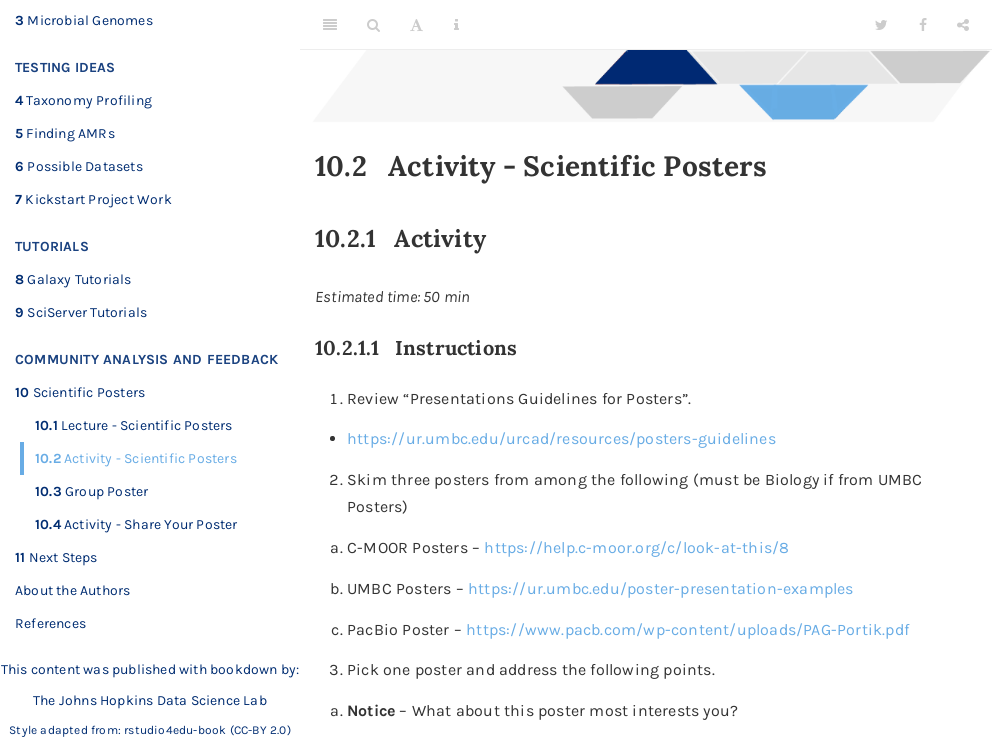 3 Microbial Genomes
TESTING IDEAS
4 Taxonomy Profiling
5 Finding AMRs
6 Possible Datasets
7 Kickstart Project Work
TUTORIALS
8 Galaxy Tutorials
9 SciServer Tutorials
COMMUNITY ANALYSIS AND FEEDBACK
10 Scientific Posters
10.1 Lecture - Scientific Posters
10.2 Activity - Scientific Posters
10.3 Group Poster
10.4 Activity - Share Your Poster
11 Next Steps
About the Authors
References
This content was published with bookdown by:
The Johns Hopkins Data Science Lab
Style adapted from: rstudio4edu-book (CC-BY 2.0)
10.2 Activity - Scientific Posters
10.2.1 Activity
Estimated time: 50 min
10.2.1.1 Instructions
1. Review “Presentations Guidelines for Posters”.
• https://ur.umbc.edu/urcad/resources/posters-guidelines
2. Skim three posters from among the following (must be Biology if from UMBC
Posters)
a. C-MOOR Posters – https://help.c-moor.org/c/look-at-this/8
b. UMBC Posters – https://ur.umbc.edu/poster-presentation-examples
c. PacBio Poster – https://www.pacb.com/wp-content/uploads/PAG-Portik.pdf
3. Pick one poster and address the following points.
a. Notice – What about this poster most interests you?